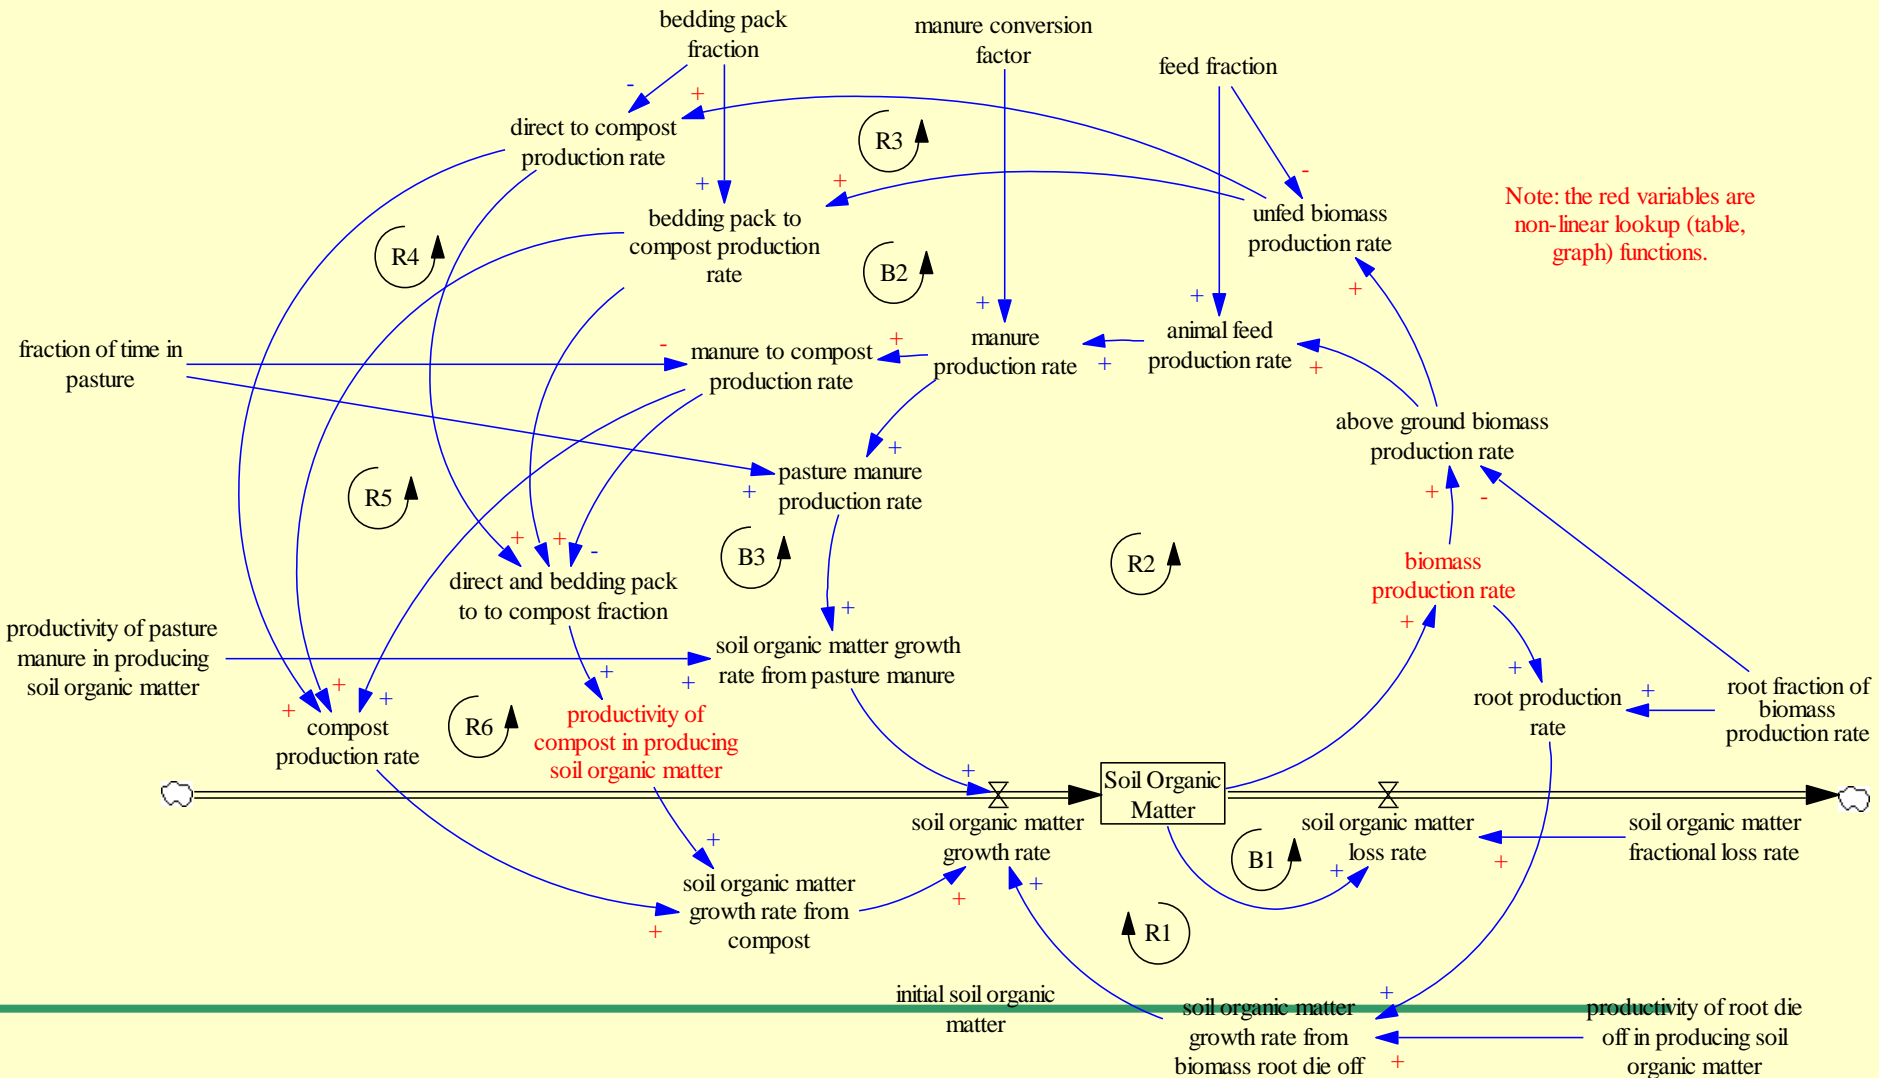 bedding pack
fraction
manure conversion
factor
feed fraction
-
+
direct to compost
production rate
R3
+
+
-
Note: the red variables are
non-linear lookup (table,
graph) functions.
bedding pack to
compost production
rate
unfed biomass
production rate
R4
B2
+
+
+
fraction of time in
pasture
-
manure to compost
production rate
+
manure
production rate
+
animal feed
production rate
+
above ground biomass
production rate
+
pasture manure
production rate
+
R5
+
-
+
+
-
B3
R2
biomass
production rate
direct and bedding pack
to to compost fraction
+
+
productivity of pasture
manure in producing
soil organic matter
soil organic matter growth
rate from pasture manure
+
+
+
+
root production
rate
root fraction of
biomass
production rate
+
+
+
compost
production rate
R6
productivity of
compost in producing
soil organic matter
+
Soil Organic
Matter
soil organic matter
growth rate
soil organic matter
loss rate
soil organic matter
fractional loss rate
B1
+
+
+
soil organic matter
growth rate from
compost
+
+
+
R1
initial soil organic
matter
+
soil organic matter
growth rate from
biomass root die off
productivity of root die
off in producing soil
organic matter
+